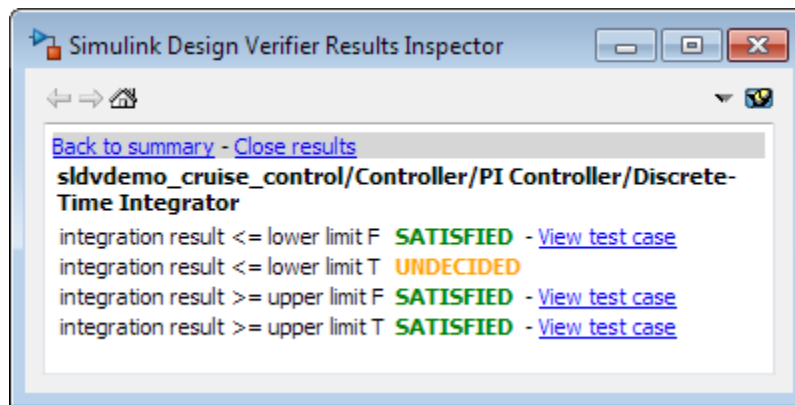 Simulink Design Verifier Results Inspector
Back to summary - Close results
sldvdemo_cruise_control/Controller/PI Controller/Discrete-
Time Integrator
integration result <= lower limit F SATISFIED - View test case
integration result <= lower limit T UNDECIDED
integration result >= upper limit F SATISFIED - View test case
integration result >= upper limit T SATISFIED - View test case